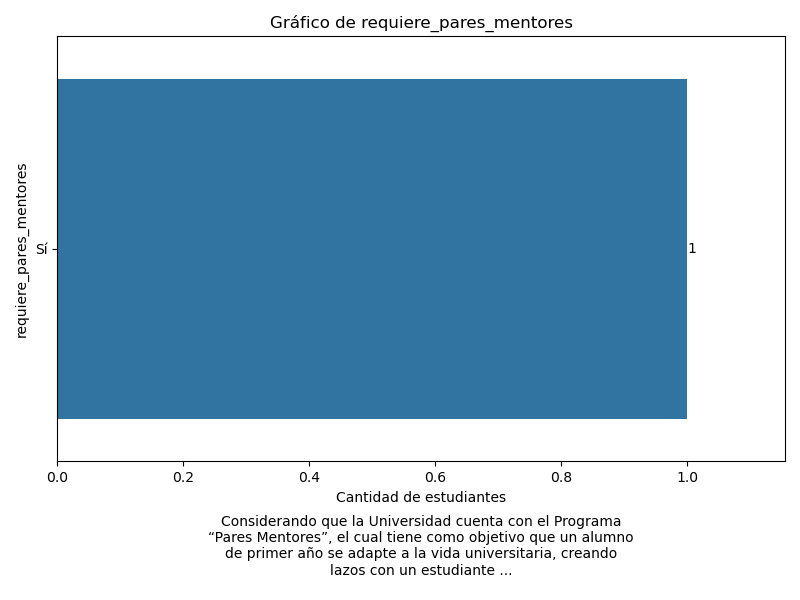 Gráfico de requiere_pares_mentores
requiere_pares_mentores
Sí
1
0.0 0.2 0.4 0.6 0.8 1.0
Cantidad de estudiantes
Considerando que la Universidad cuenta con el Programa
“Pares Mentores”, el cual tiene como objetivo que un alumno
de primer año se adapte a la vida universitaria, creando
lazos con un estudiante ...